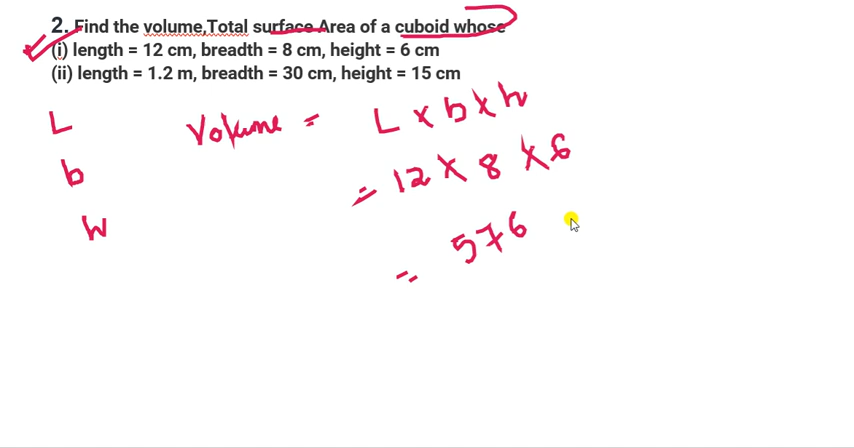 2. Find the volume,Total surface Area of a cuboid whose
(i) length = 12 cm, breadth = 8 cm, height = 6 cm
(ii) length = 1.2 m, breadth = 30 cm, height = 15 cm
L
b
h
Volume = L × b × h
= 12 × 8 × 6
= 576